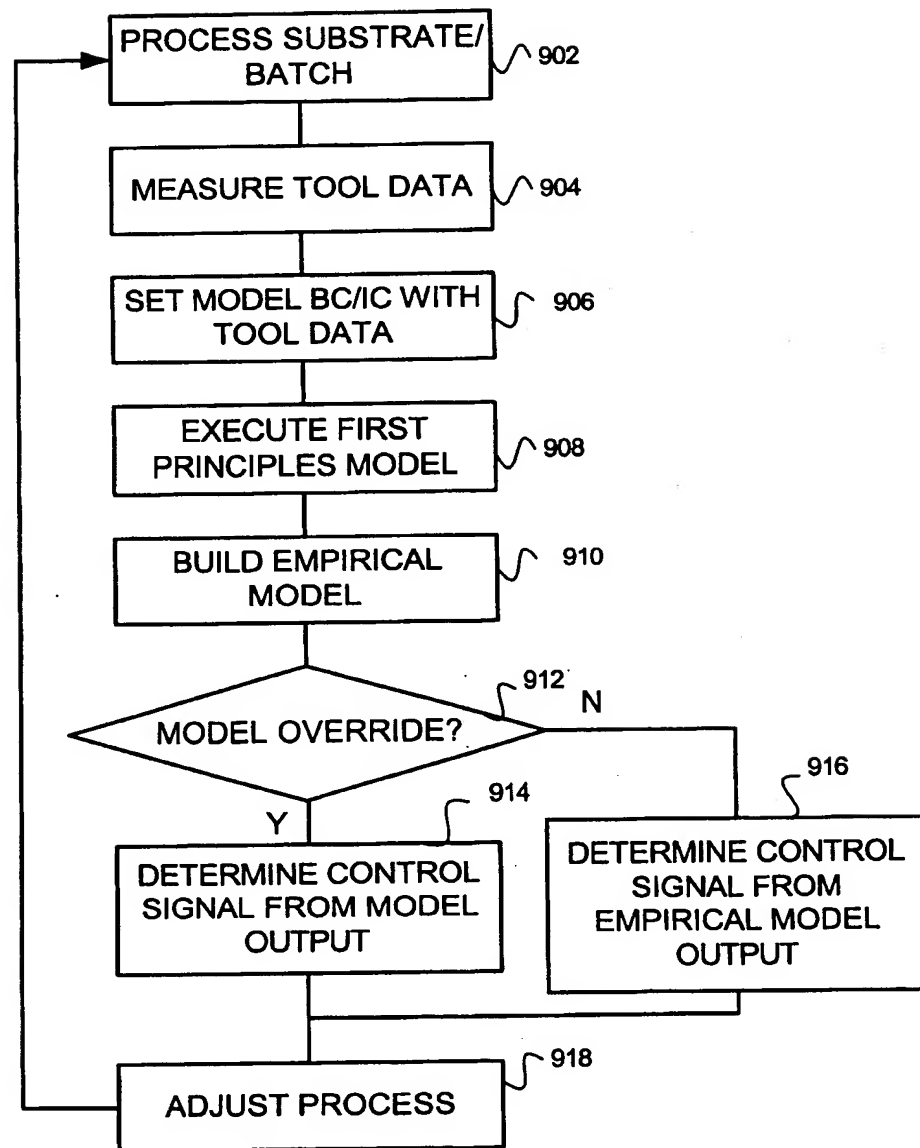 PROCESS SUBSTRATE/
BATCH
902
MEASURE TOOL DATA
904
SET MODEL BC/IC WITH
TOOL DATA
906
EXECUTE FIRST
PRINCIPLES MODEL
908
BUILD EMPIRICAL
MODEL
910
MODEL OVERRIDE?
912
N
Y
914
DETERMINE CONTROL
SIGNAL FROM MODEL
OUTPUT
916
DETERMINE CONTROL
SIGNAL FROM
EMPIRICAL MODEL
OUTPUT
918
ADJUST PROCESS